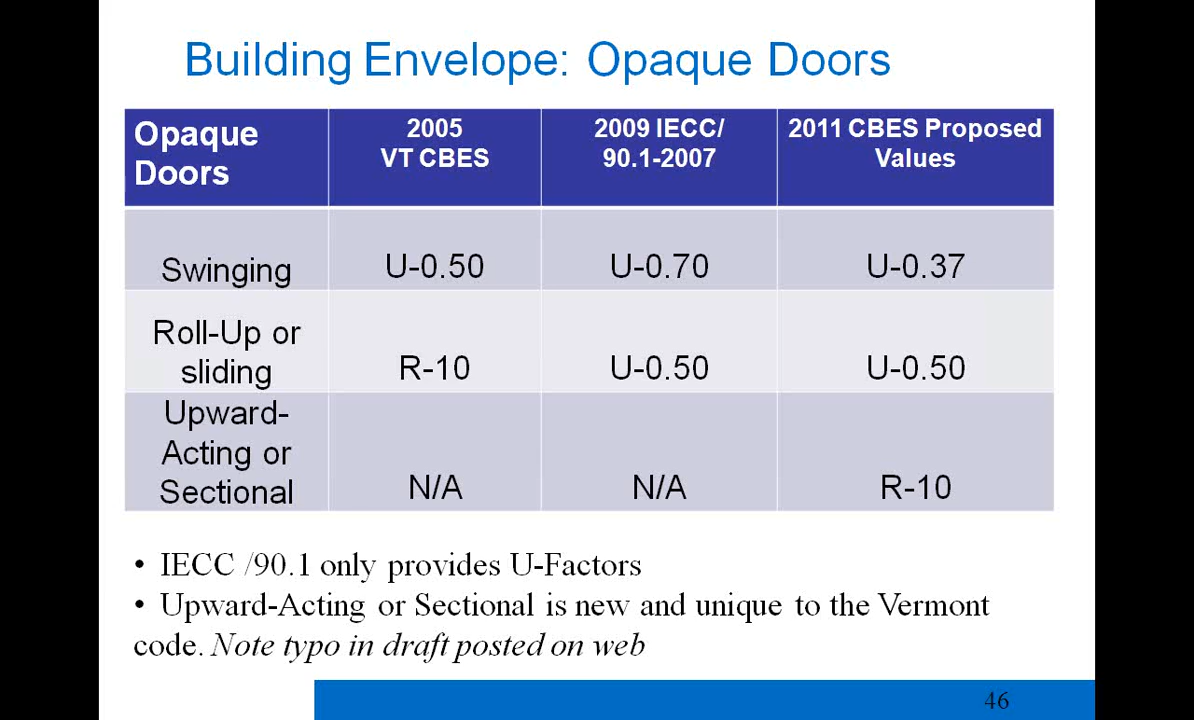 Building Envelope: Opaque Doors
Opaque Doors
2005 VT CBES
2009 IECC/ 90.1-2007
2011 CBES Proposed Values
Swinging
U-0.50
U-0.70
U-0.37
Roll-Up or sliding
R-10
U-0.50
U-0.50
Upward-Acting or Sectional
N/A
N/A
R-10
• IECC /90.1 only provides U-Factors
• Upward-Acting or Sectional is new and unique to the Vermont
code. Note typo in draft posted on web
46